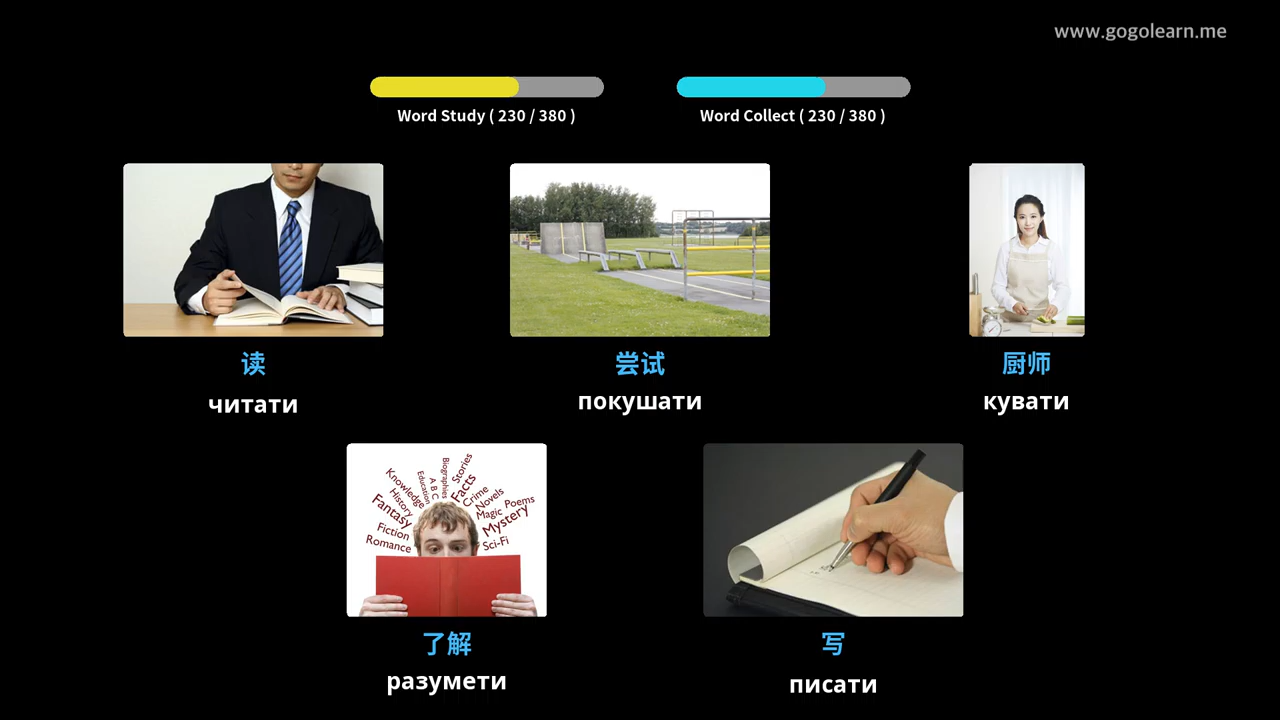 www.gogolearn.me
Word Study ( 230 / 380 )
Word Collect ( 230 / 380 )
读
читати
尝试
покушати
厨师
кувати
Knowledge
History
Fantasy
Fiction
Romance
Education
A B C
Biographies
Stories
Facts
Crime
Novels
Magic
Poems
Mystery
Sci-Fi
了解
разумети
写
писати